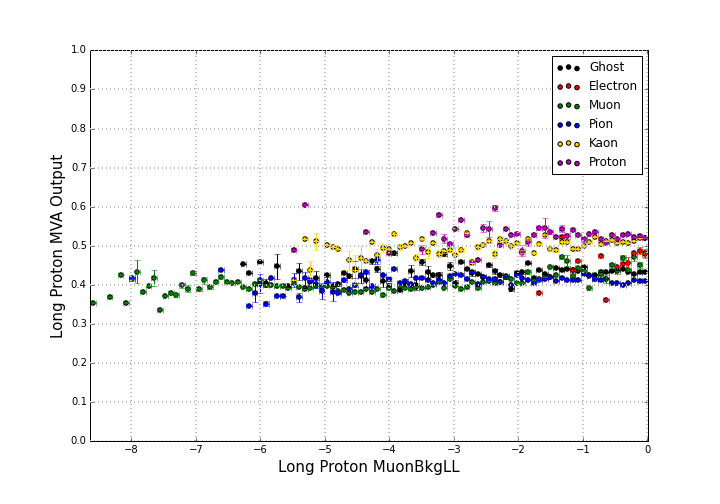 1.0
0.9
0.8
0.7
0.6
0.5
0.4
0.3
0.2
0.1
0.0
Long Proton MVA Output
Ghost
Electron
Muon
Pion
Kaon
Proton
−8 −7 −6 −5 −4 −3 −2 −1 0
Long Proton MuonBkgLL